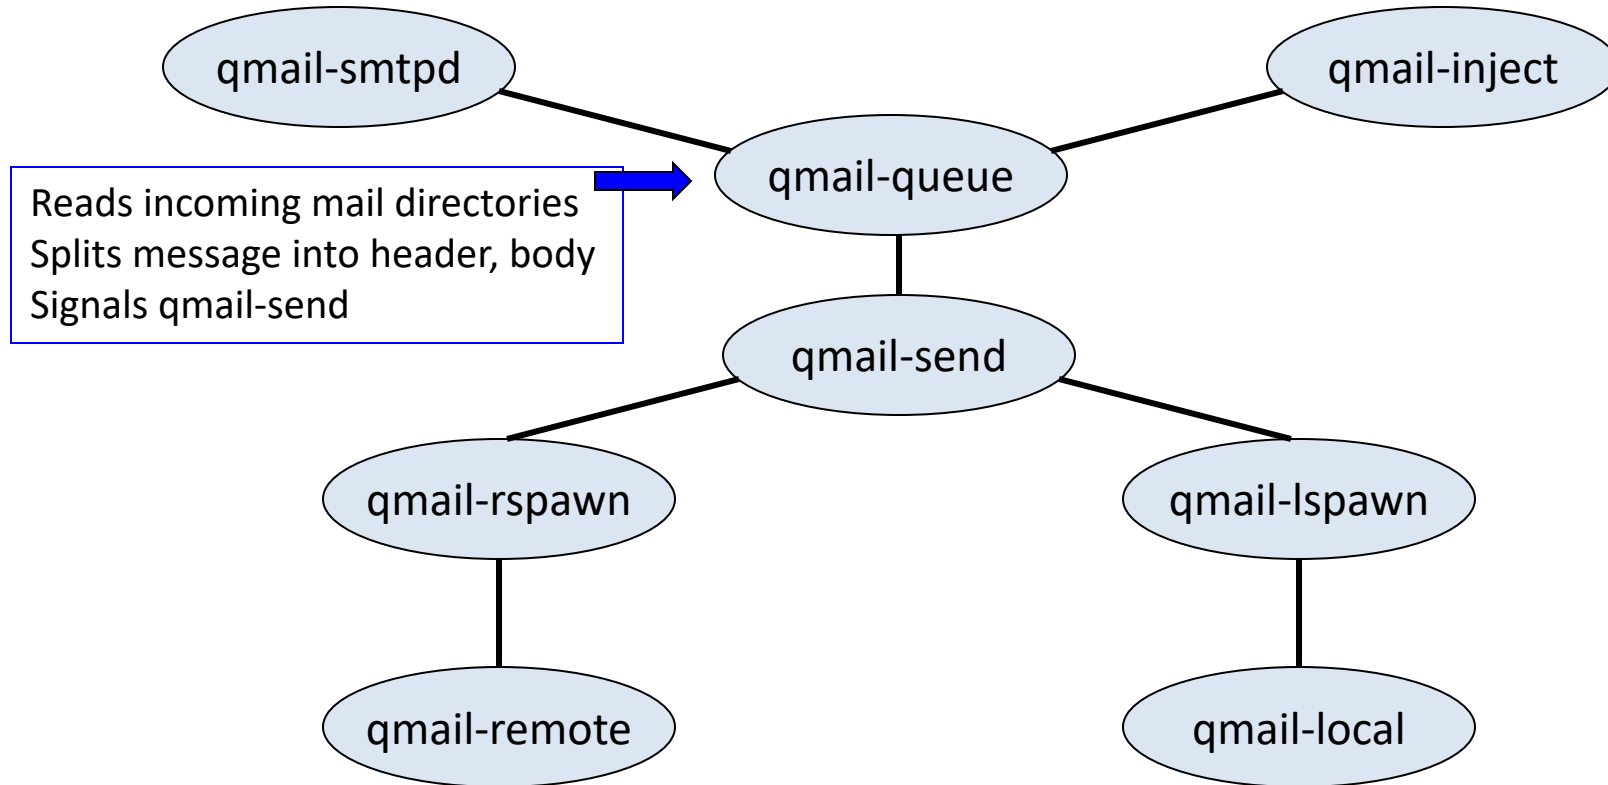 qmail-smtpd
qmail-inject
qmail-queue
Reads incoming mail directories
Splits message into header, body
Signals qmail-send
qmail-send
qmail-rspawn
qmail-lspawn
qmail-remote
qmail-local